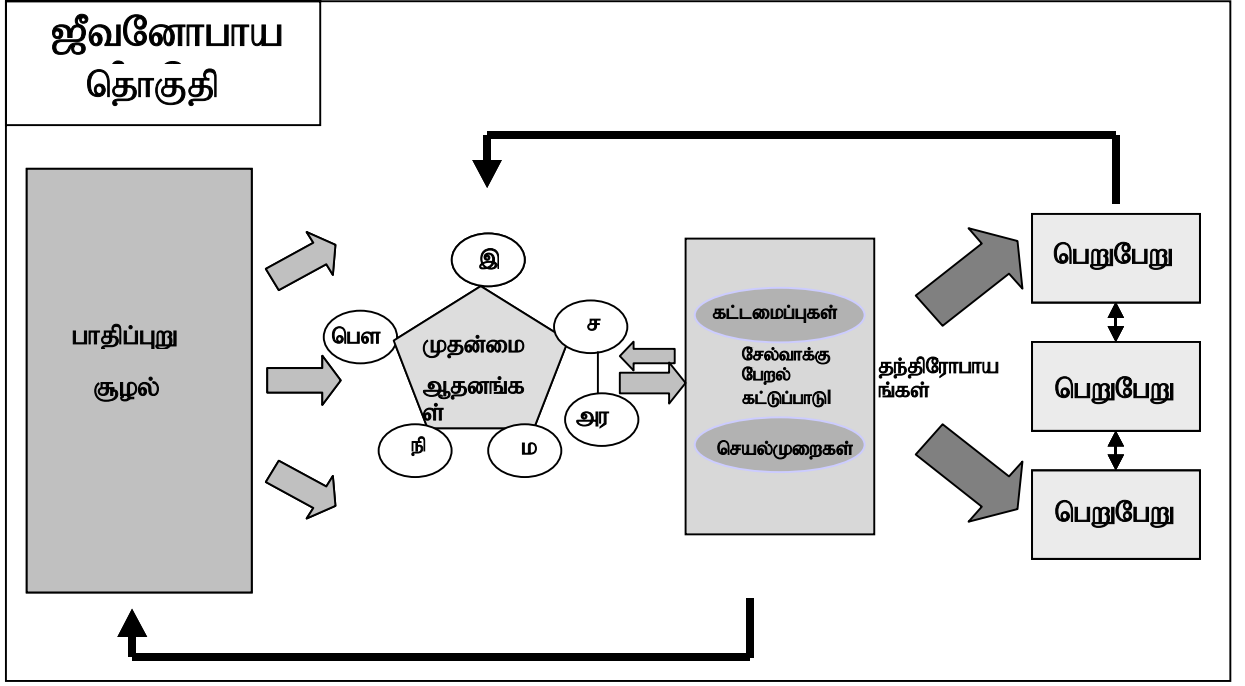 ஜீவனோபாய
தொகுதி
பாதிப்புறு
சூழல்
இ
பௌ
ச
முதன்மை
ஆதனங்க
ள்
அர
நி
ம
கட்டமைப்புகள்
சேல்வாக்கு
பேறல்
கட்டுப்பாடு
செயல்முறைகள்
தந்திரோபாய
ங்கள்
பெறுபேறு
பெறுபேறு
பெறுபேறு